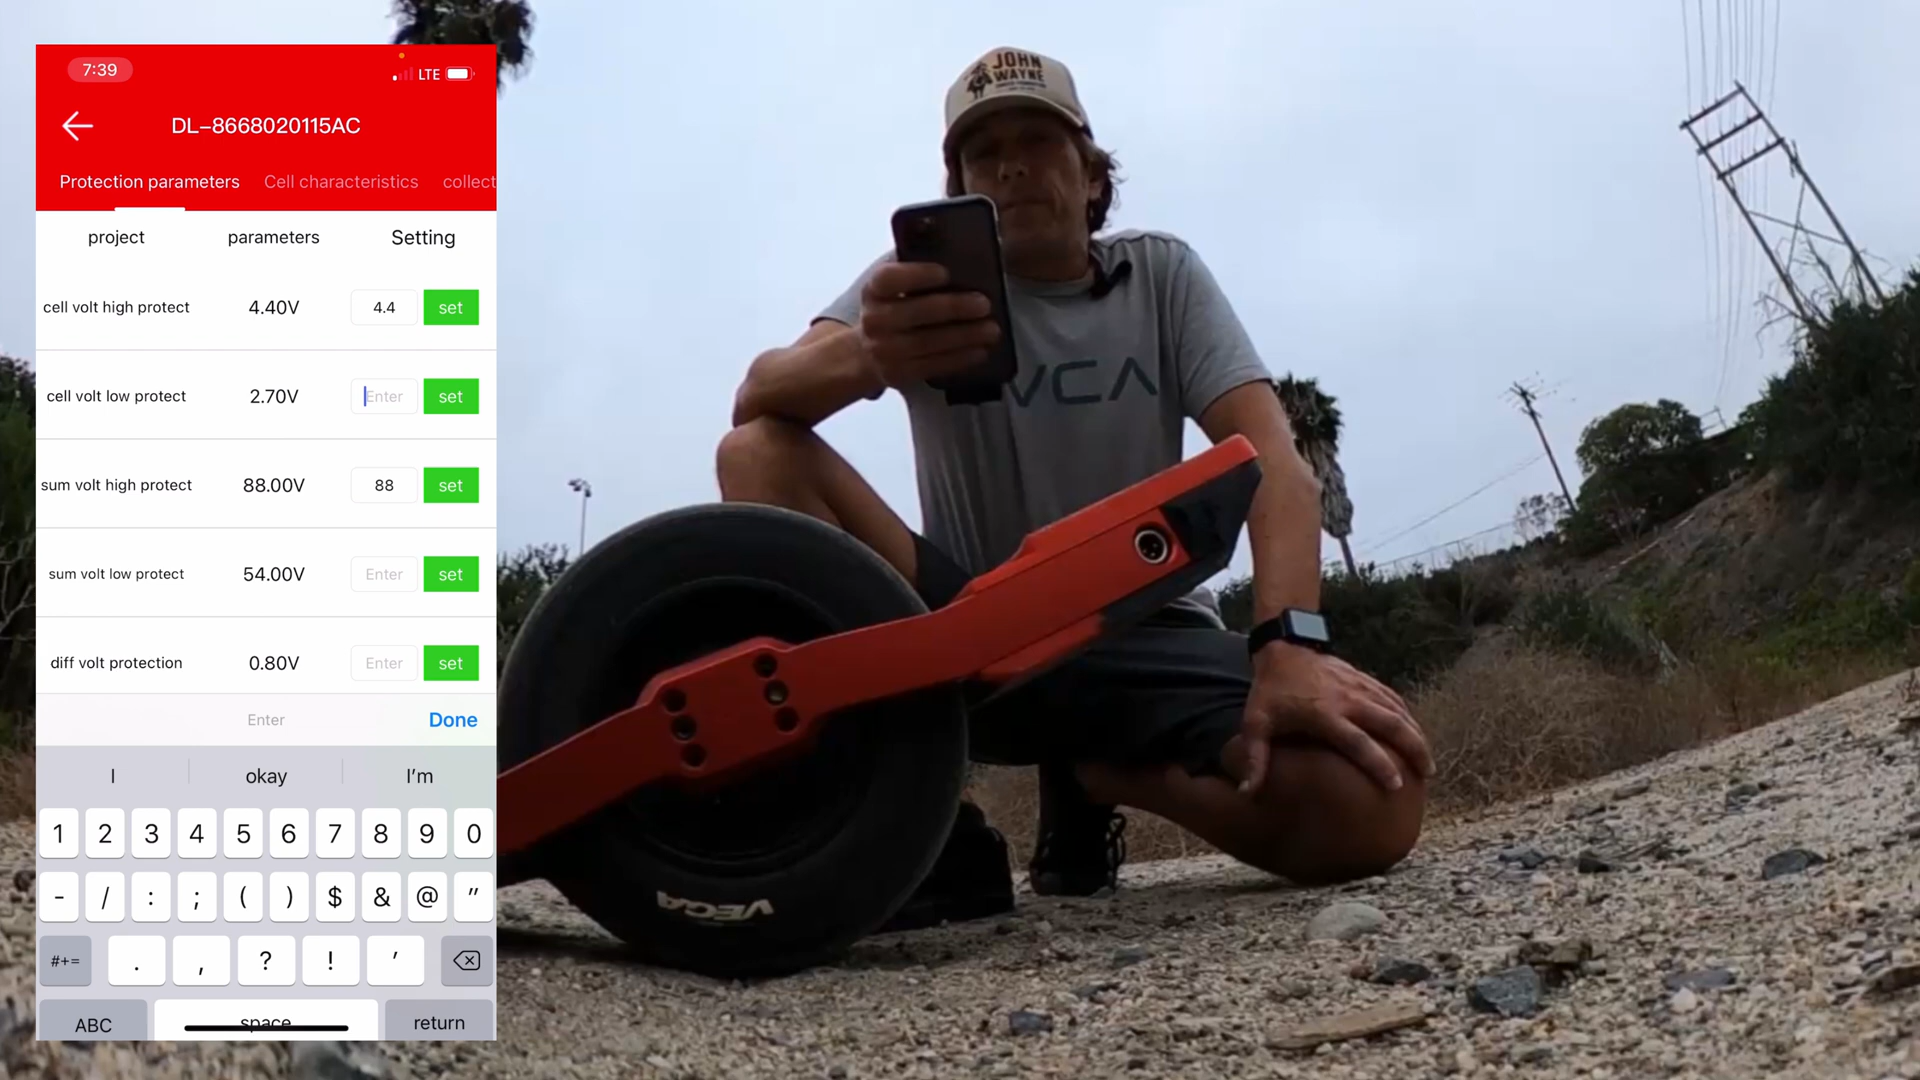 7:39
LTE
DL-8668020115AC
Protection parameters Cell characteristics collect
project parameters Setting
cell volt high protect 4.40V 4.4 set
cell volt low protect 2.70V Enter set
sum volt high protect 88.00V 88 set
sum volt low protect 54.00V Enter set
diff volt protection 0.80V Enter set
Enter Done
I okay I'm
1 2 3 4 5 6 7 8 9 0
- / : ; ( ) $ & @ "
#+= . , ? ! '
ABC space return
JOHN
WAYNE
VCA
VEGA